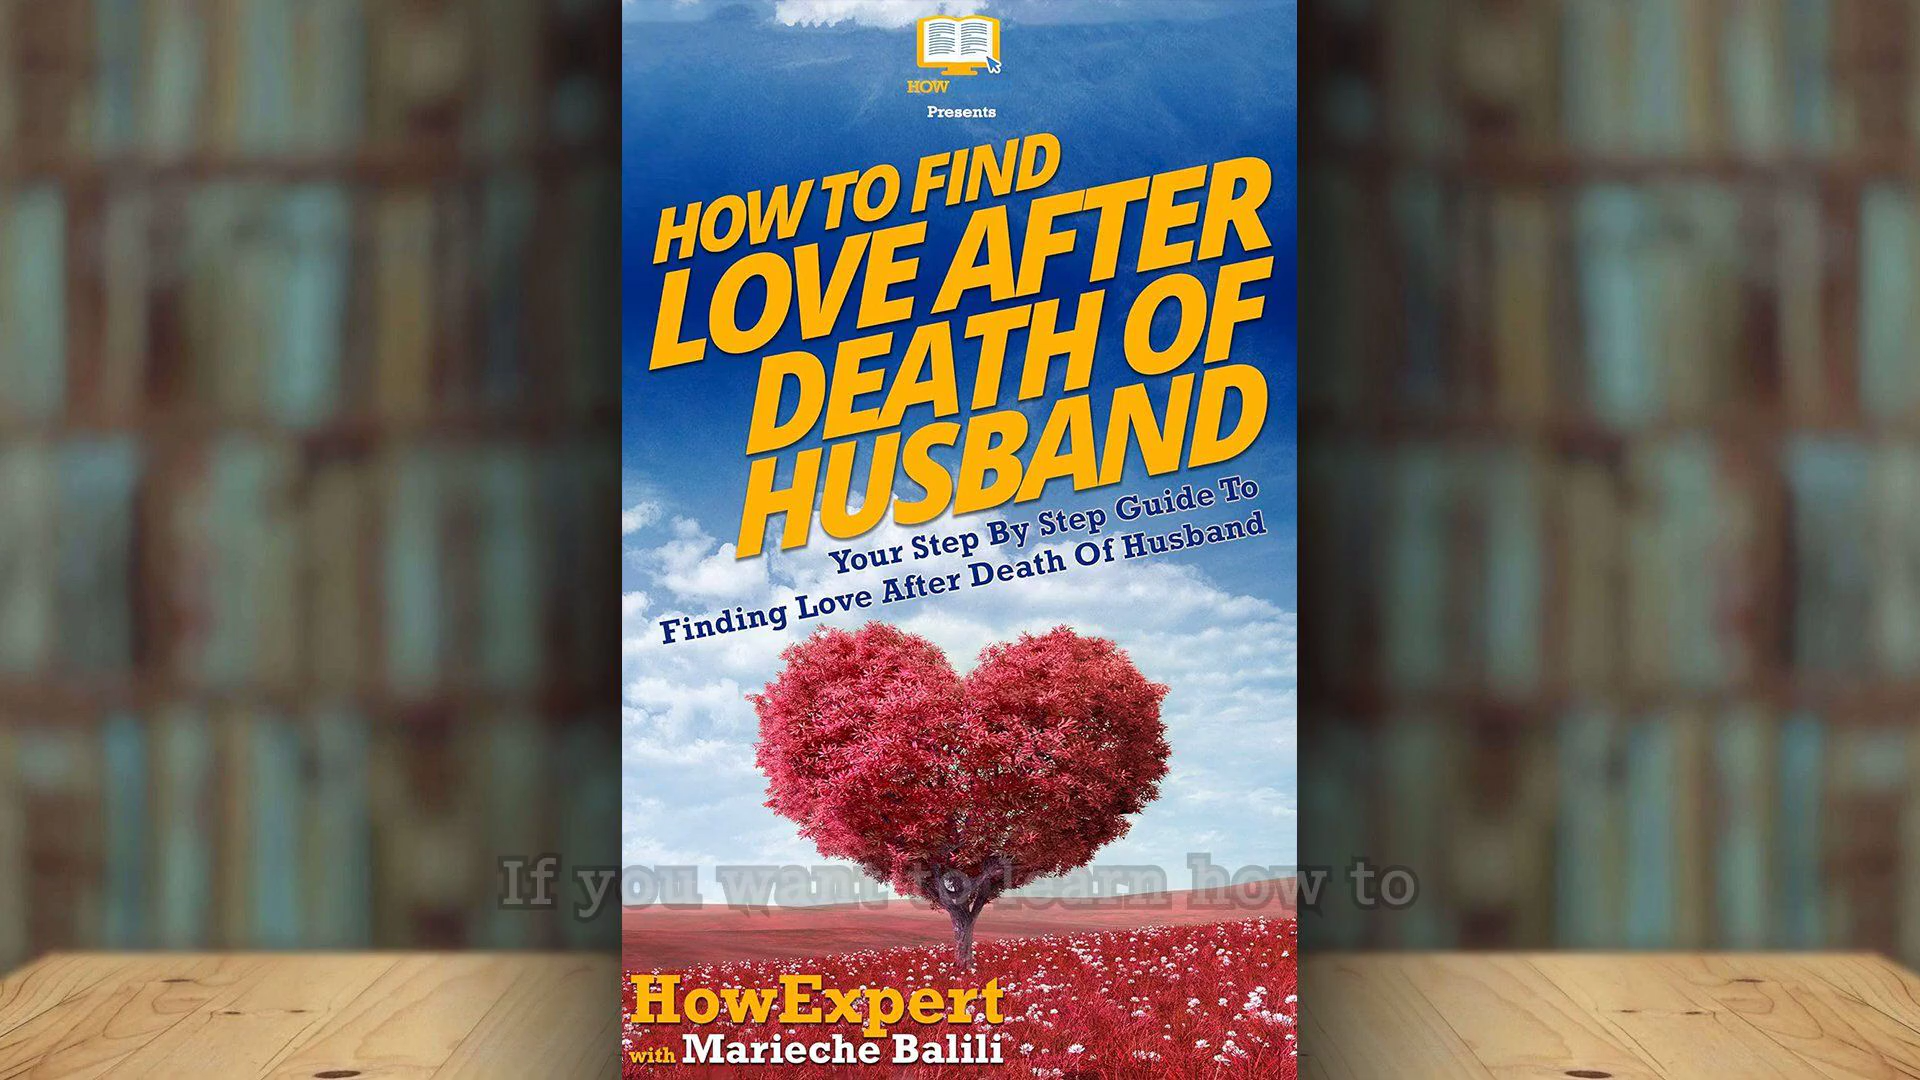 HOW
Presents
HOW TO FIND
LOVE AFTER
DEATH OF
HUSBAND
Your Step By Step Guide To
Finding Love After Death Of Husband
If you want to learn how to
HowExpert
with Marieche Balili